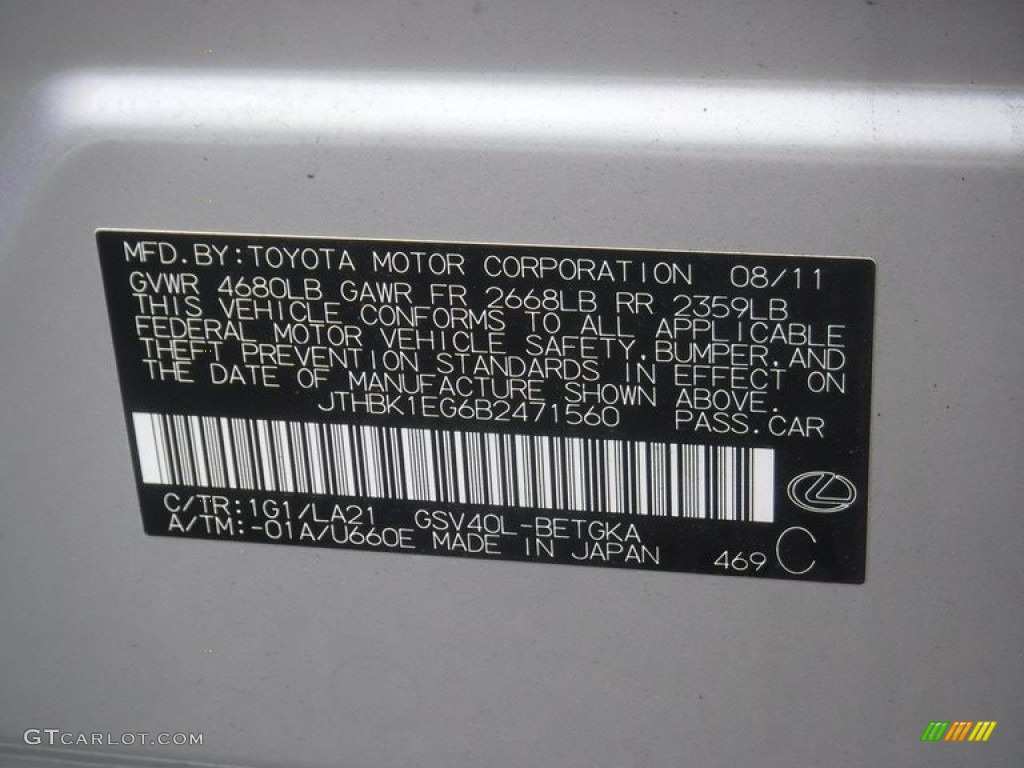 MFD.BY:TOYOTA MOTOR CORPORATION 08/11
GVWR 4680LB GAWR FR 2668LB RR 2359LB
THIS VEHICLE CONFORMS TO ALL APPLICABLE
FEDERAL MOTOR VEHICLE SAFETY,BUMPER,AND
THEFT PREVENTION STANDARDS IN EFFECT ON
THE DATE OF MANUFACTURE SHOWN ABOVE.
JTHBK1EG6B2471560 PASS.CAR
C/TR:1G1/LA21 GSV40L-BETGKA
A/TM:-01A/U660E MADE IN JAPAN
469 C
GTCARLOT.COM